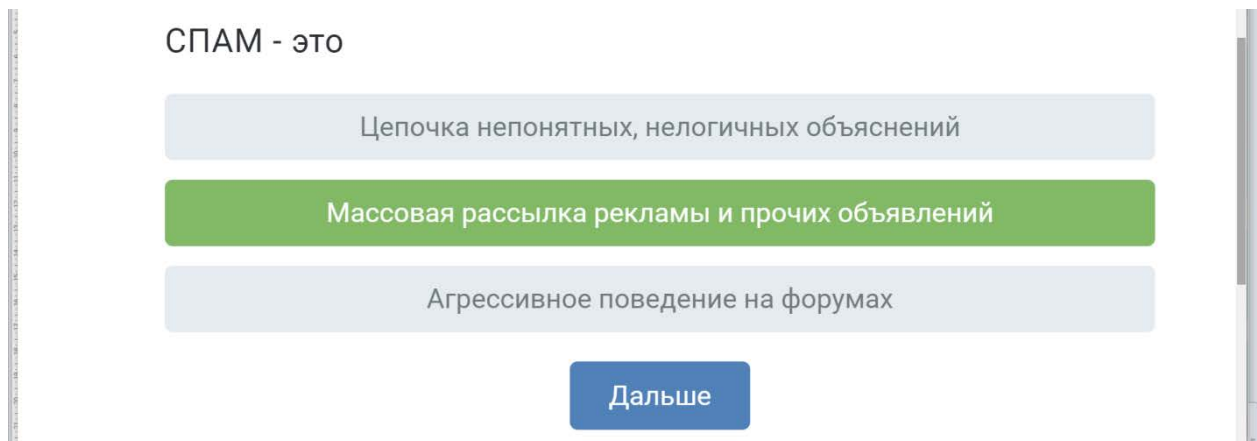 СПАМ - это
Цепочка непонятных, нелогичных объяснений
Массовая рассылка рекламы и прочих объявлений
Агрессивное поведение на форумах
Дальше